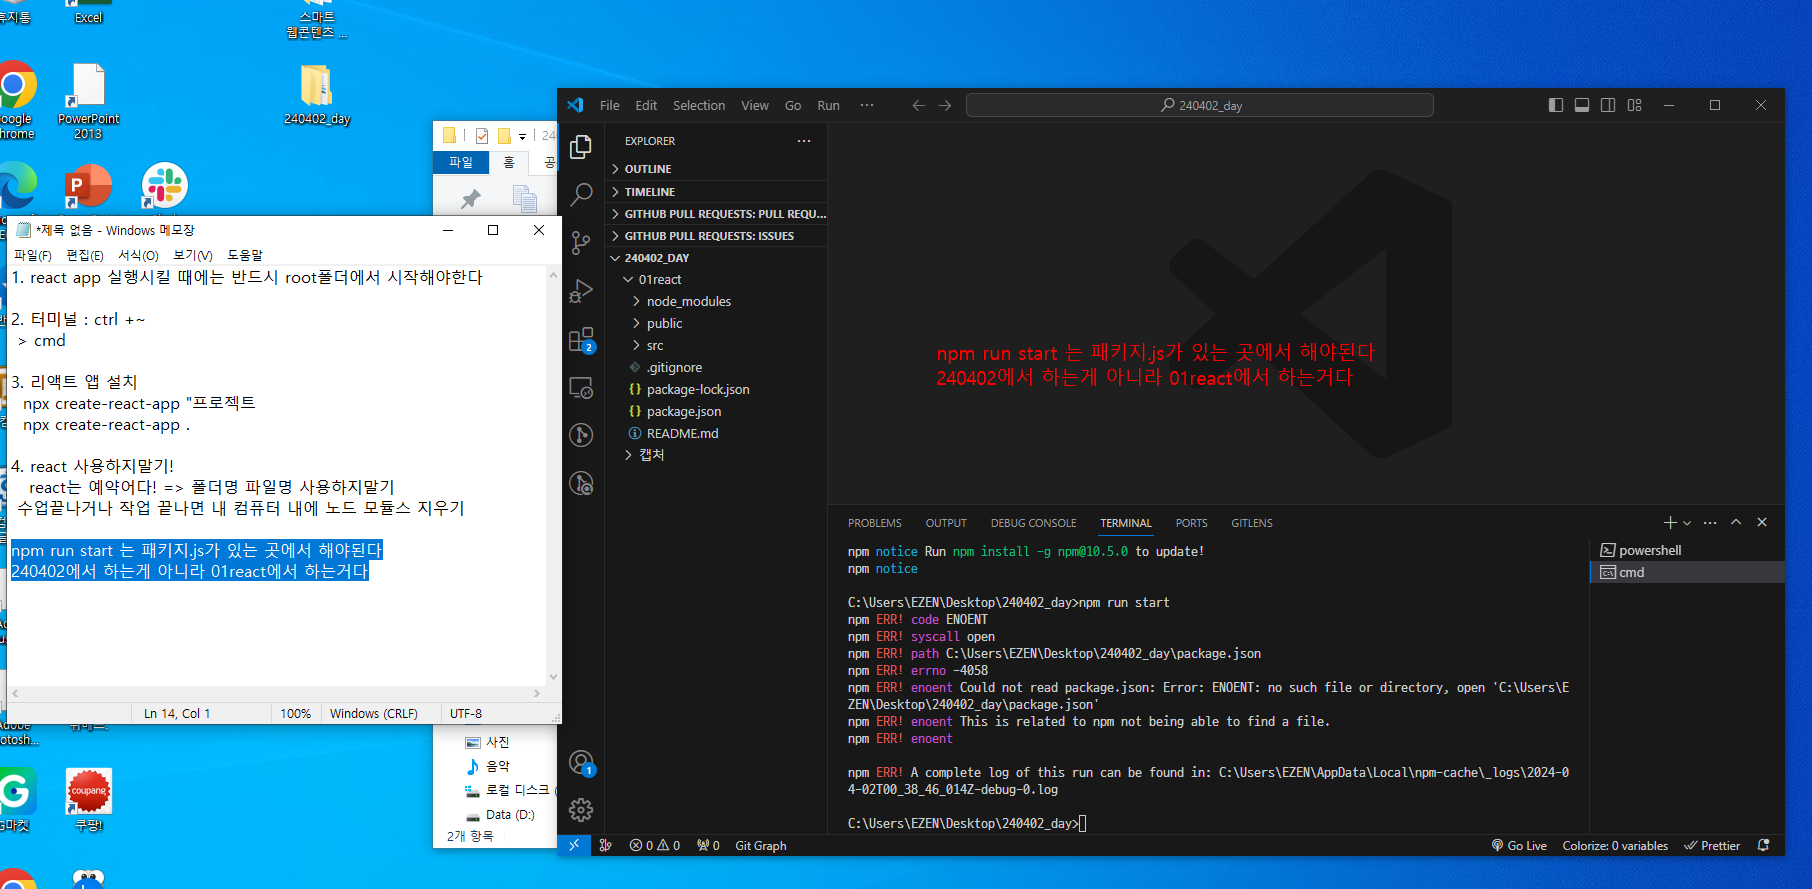 휴지통
Excel
스마트
웹콘텐츠 ...
PowerPoint
2013
240402_day
파일
홈
*제목 없음 - Windows 메모장
파일(F) 편집(E) 서식(O) 보기(V) 도움말
1. react app 실행시킬 때에는 반드시 root폴더에서 시작해야한다
2. 터미널 : ctrl +~
> cmd
3. 리액트 앱 설치
npx create-react-app "프로젝트
npx create-react-app .
4. react 사용하지말기!
react는 예약어다! => 폴더명 파일명 사용하지말기
수업끝나거나 작업 끝나면 내 컴퓨터 내에 노드 모듈스 지우기
npm run start 는 패키지.js가 있는 곳에서 해야된다
240402에서 하는게 아니라 01react에서 하는거다
Ln 14, Col 1 100% Windows (CRLF) UTF-8
사진
음악
로컬 디스크
Data (D:)
2개 항목
G마켓
coupang
쿠팡!
File Edit Selection View Go Run ...
240402_day
EXPLORER ...
OUTLINE
TIMELINE
GITHUB PULL REQUESTS: PULL REQU...
GITHUB PULL REQUESTS: ISSUES
240402_DAY
01react
node_modules
public
src
.gitignore
package-lock.json
package.json
README.md
캡처
2
1
npm run start 는 패키지.js가 있는 곳에서 해야된다
240402에서 하는게 아니라 01react에서 하는거다
PROBLEMS OUTPUT DEBUG CONSOLE TERMINAL PORTS GITLENS
powershell
cmd
npm notice Run npm install -g npm@10.5.0 to update!
npm notice
C:\Users\EZEN\Desktop\240402_day>npm run start
npm ERR! code ENOENT
npm ERR! syscall open
npm ERR! path C:\Users\EZEN\Desktop\240402_day\package.json
npm ERR! errno -4058
npm ERR! enoent Could not read package.json: Error: ENOENT: no such file or directory, open 'C:\Users\E
ZEN\Desktop\240402_day\package.json'
npm ERR! enoent This is related to npm not being able to find a file.
npm ERR! enoent
npm ERR! A complete log of this run can be found in: C:\Users\EZEN\AppData\Local\npm-cache\_logs\2024-0
4-02T00_38_46_014Z-debug-0.log
C:\Users\EZEN\Desktop\240402_day>
0 0 0 Git Graph Go Live Colorize: 0 variables Prettier